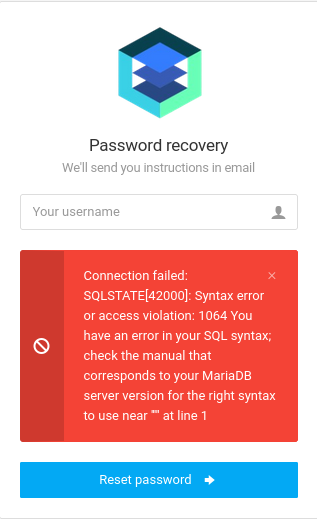 Password recovery
We'll send you instructions in email
Your username
Connection failed: ×
SQLSTATE[42000]: Syntax error
or access violation: 1064 You
have an error in your SQL syntax;
check the manual that
corresponds to your MariaDB
server version for the right syntax
to use near '''' at line 1
Reset password